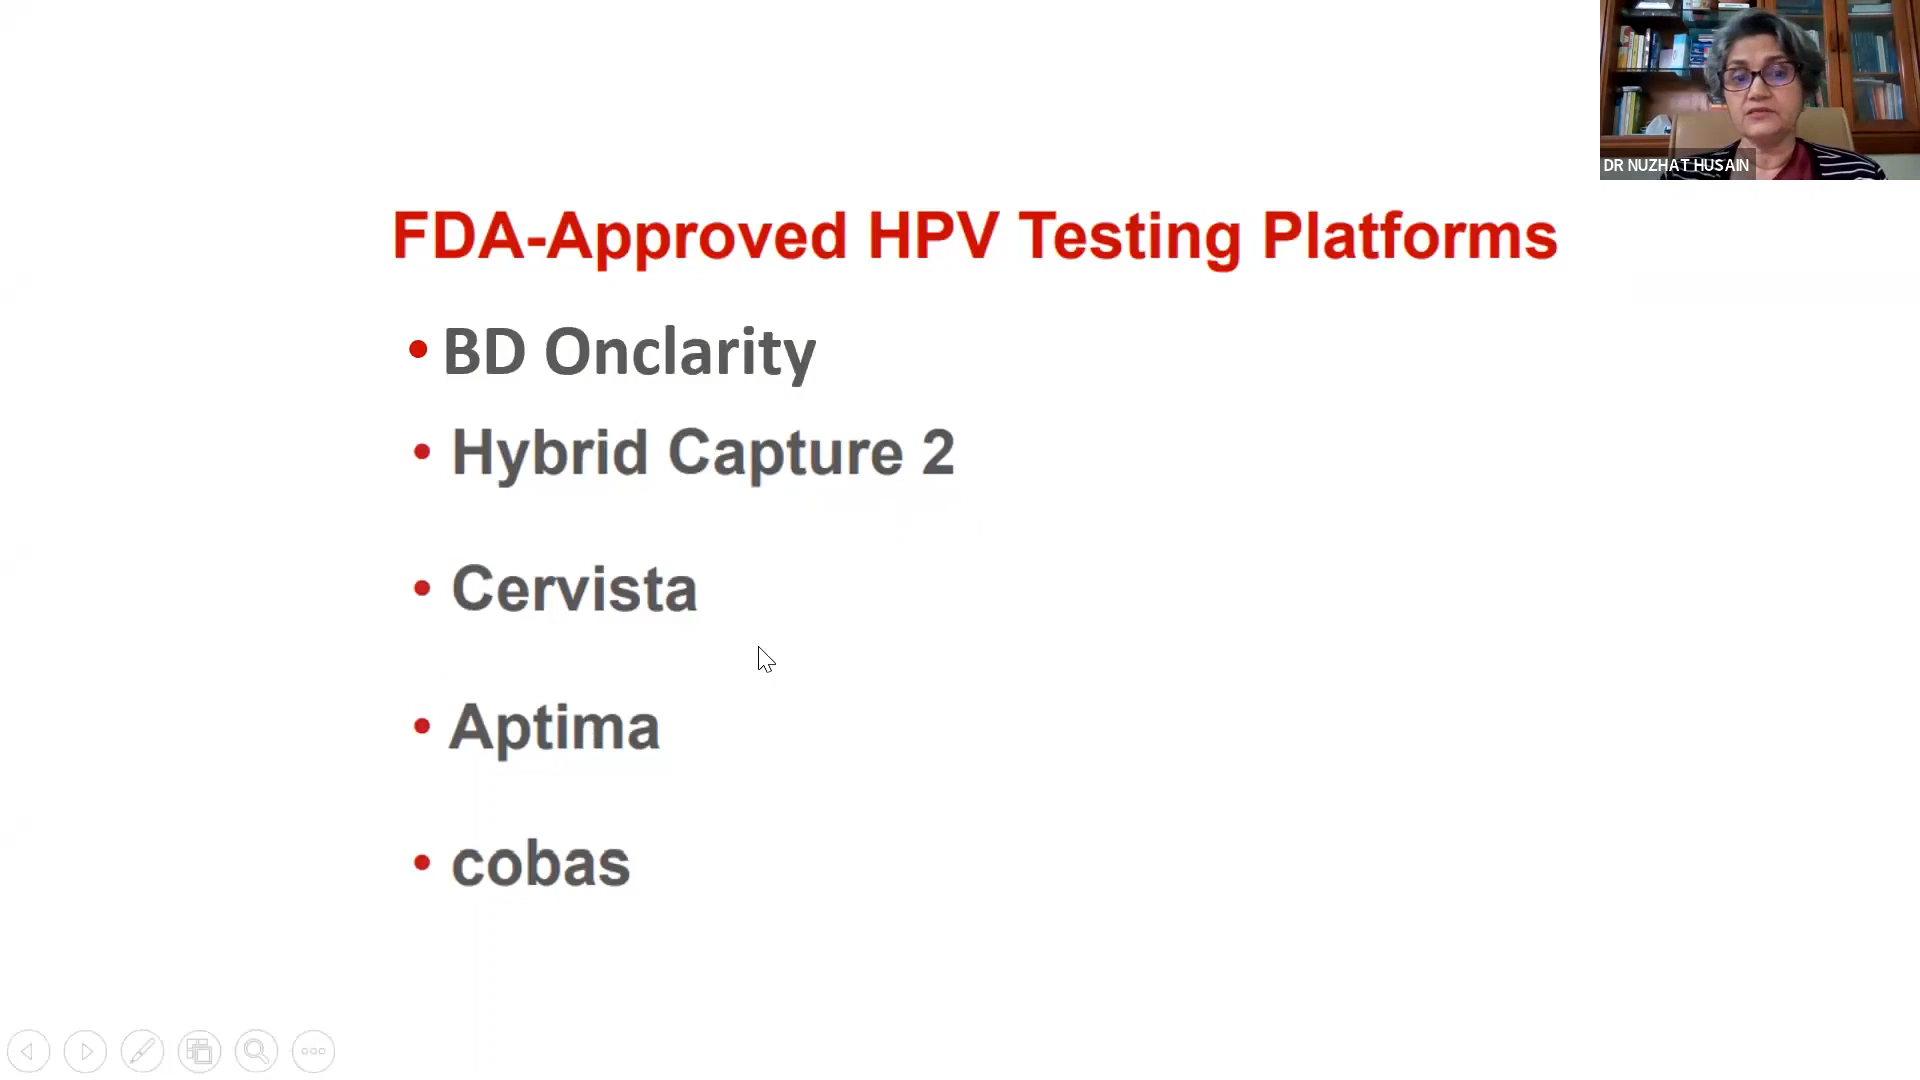 DR NUZHAT HUSAIN
FDA-Approved HPV Testing Platforms
• BD Onclarity
• Hybrid Capture 2
• Cervista
• Aptima
• cobas